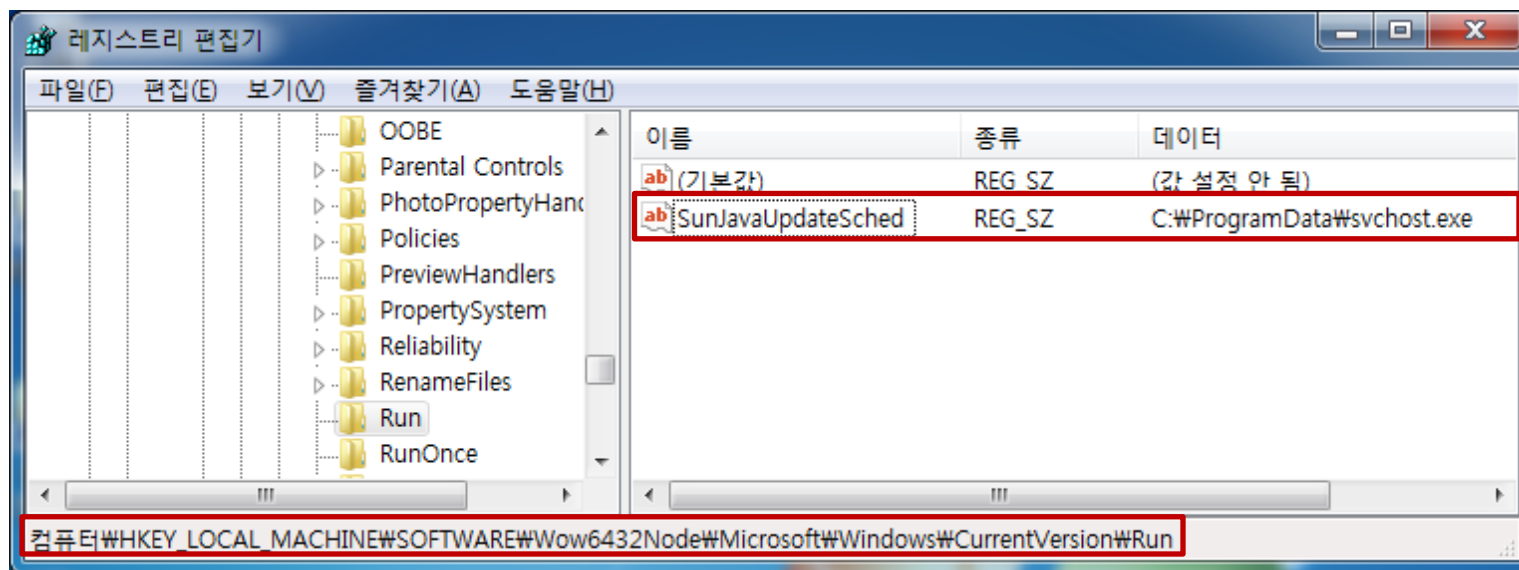 레지스트리 편집기
파일(F) 편집(E) 보기(V) 즐겨찾기(A) 도움말(H)
OOBE
Parental Controls
PhotoPropertyHand
Policies
PreviewHandlers
PropertySystem
Reliability
RenameFiles
Run
RunOnce
이름 종류 데이터
(기본값) REG_SZ (값 설정 안 됨)
SunJavaUpdateSched REG_SZ C:₩ProgramData₩svchost.exe
컴퓨터₩HKEY_LOCAL_MACHINE₩SOFTWARE₩Wow6432Node₩Microsoft₩Windows₩CurrentVersion₩Run